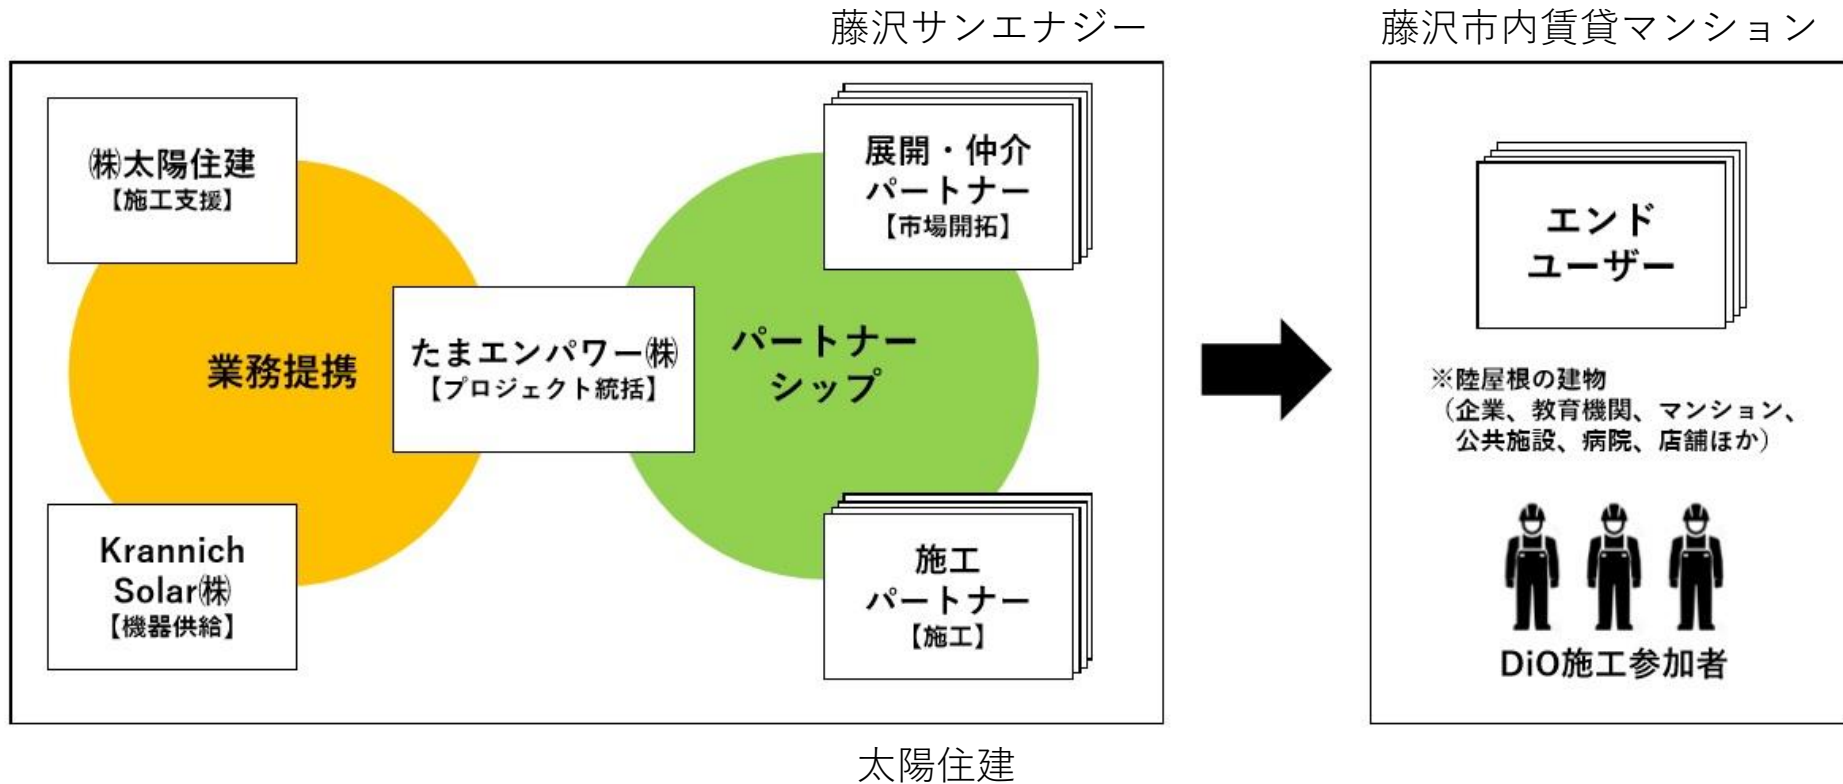 藤沢サンエナジー
藤沢市内賃貸マンション
㈱太陽住建
【施工支援】
展開・仲介
パートナー
【市場開拓】
エンド
ユーザー
業務提携
たまエンパワー㈱
【プロジェクト統括】
パートナー
シップ
※陸屋根の建物
（企業、教育機関、マンション、
公共施設、病院、店舗ほか）
Krannich
Solar㈱
【機器供給】
施工
パートナー
【施工】
DiO施工参加者
太陽住建